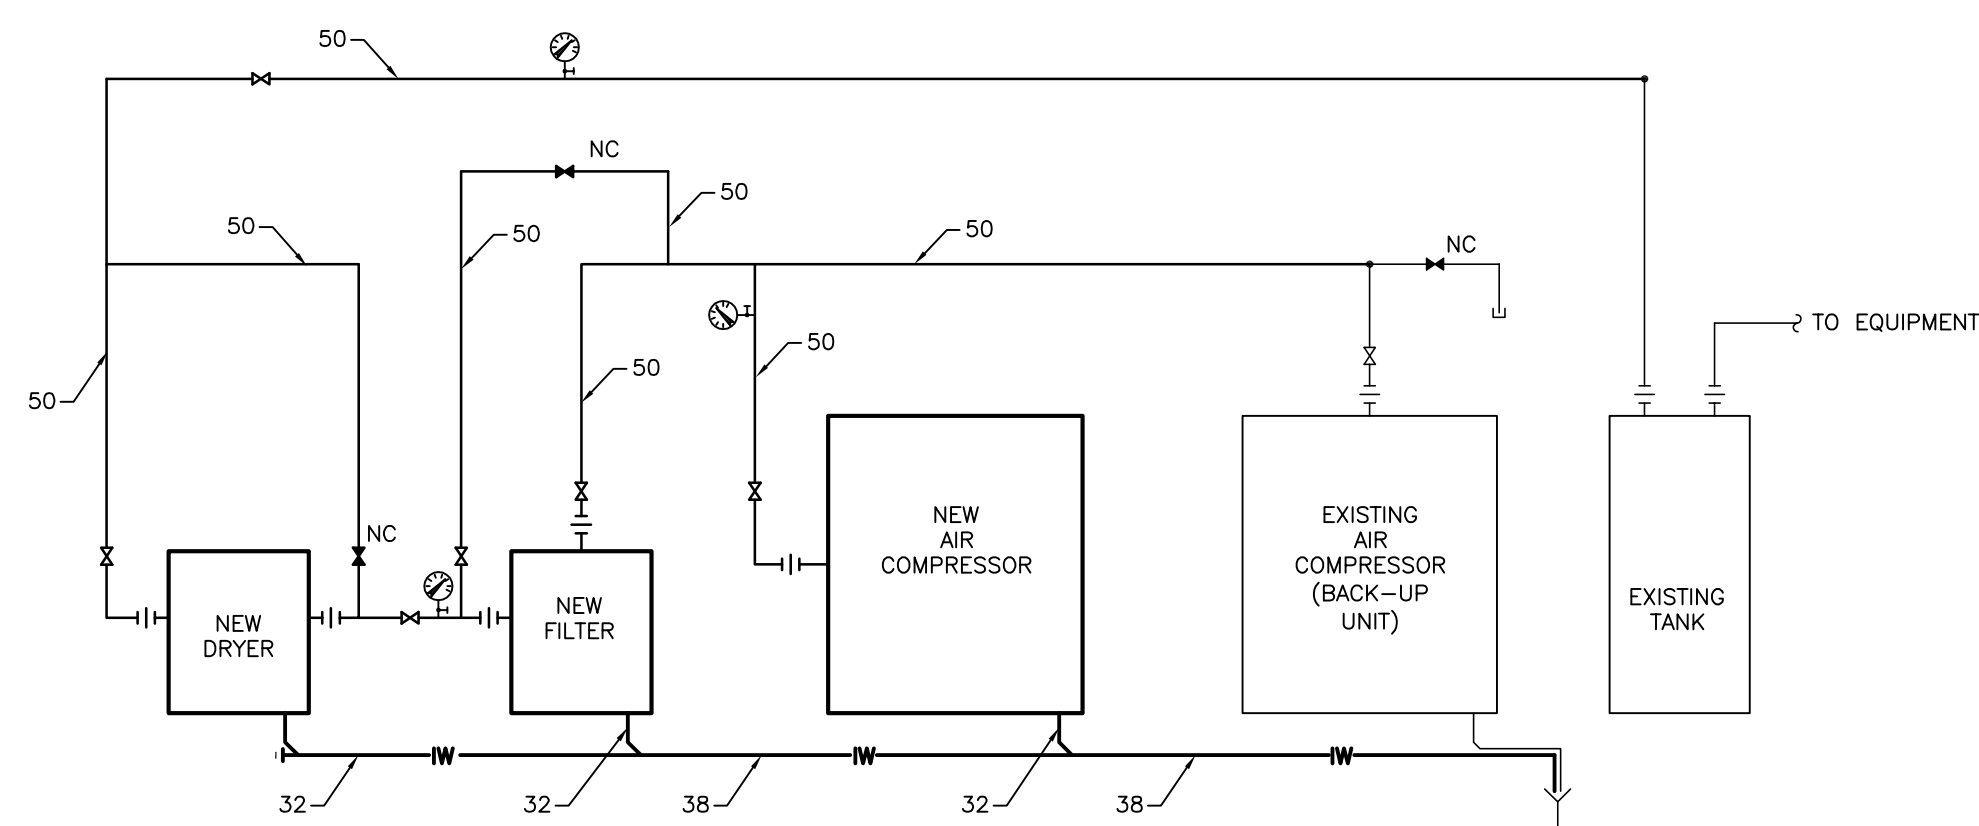 50
NC
50
50
50
50
NC
TO EQUIPMENT
50
50
50
NC
NEW
DRYER
NEW
FILTER
NEW
AIR
COMPRESSOR
EXISTING
AIR
COMPRESSOR
(BACK-UP
UNIT)
EXISTING
TANK
IW
IW
IW
32
32
38
32
38